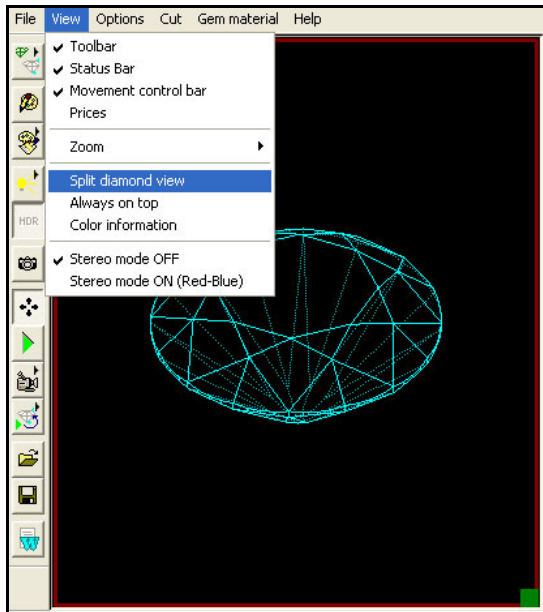 File View Options Cut Gem material Help
Toolbar
Status Bar
Movement control bar
Prices
Zoom
Split diamond view
Always on top
Color information
HDR
Stereo mode OFF
Stereo mode ON (Red-Blue)